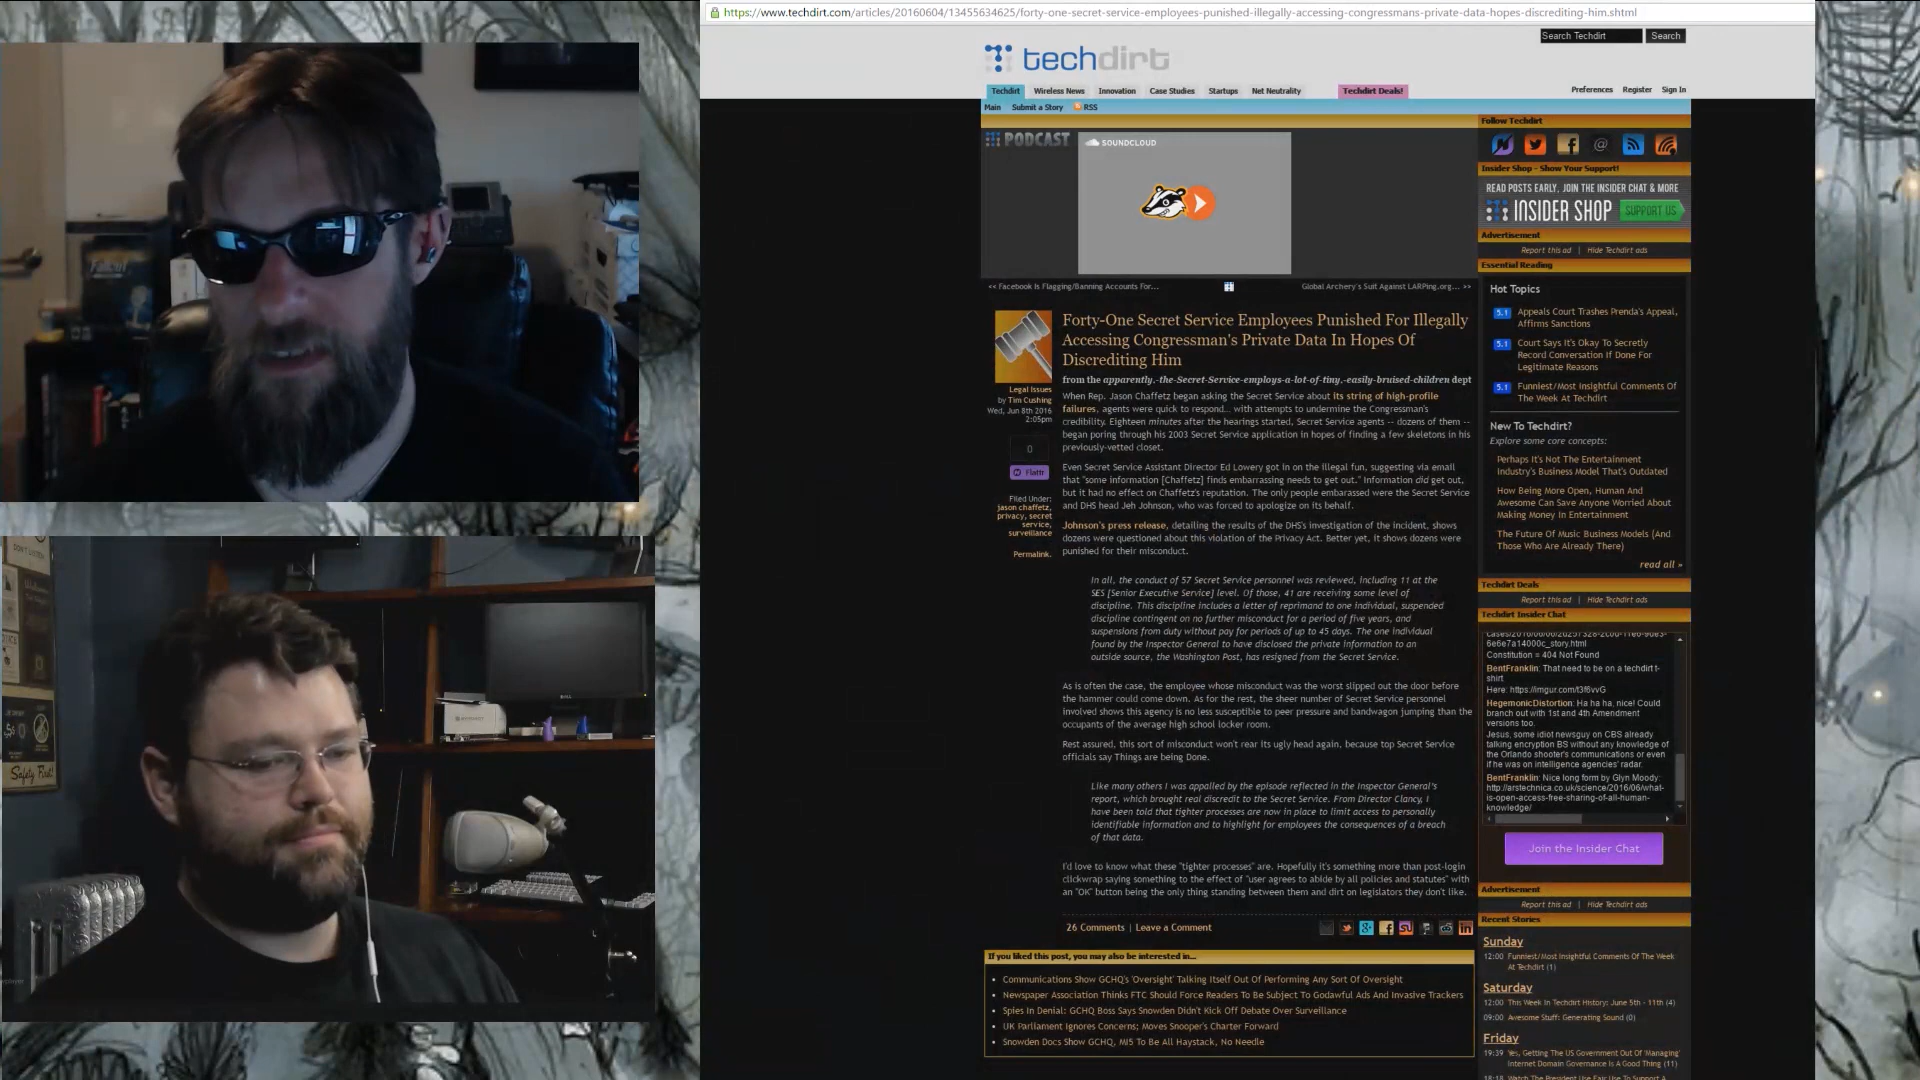 https://www.techdirt.com/articles/20160604/13455634625/forty-one-secret-service-employees-punished-illegally-accessing-congressmans-private-data-hopes-discrediting-him.shtml
Search Techdirt
Search
techdirt
Techdirt
Wireless News
Innovation
Case Studies
Startups
Net Neutrality
Techdirt Deals!
Preferences
Register
Sign In
Main
Submit a Story
RSS
PODCAST
SOUNDCLOUD
<< Facebook Is Flagging/Banning Accounts For...
Global Archery's Suit Against LARPing.org... >>
Forty-One Secret Service Employees Punished For Illegally
Accessing Congressman's Private Data In Hopes Of
Discrediting Him
from the apparently,-the-Secret-Service-employs-a-lot-of-tiny,-easily-bruised-children dept
Legal Issues
by Tim Cushing
Wed, Jun 8th 2016
2:05pm
0
Flattr
Filed Under:
jason chaffetz,
privacy, secret
service,
surveillance
Permalink.
When Rep. Jason Chaffetz began asking the Secret Service about its string of high-profile
failures, agents were quick to respond... with attempts to undermine the Congressman's
credibility. Eighteen minutes after the hearings started, Secret Service agents -- dozens of them --
began poring through his 2003 Secret Service application in hopes of finding a few skeletons in his
previously-vetted closet.
Even Secret Service Assistant Director Ed Lowery got in on the illegal fun, suggesting via email
that "some information [Chaffetz] finds embarrassing needs to get out." Information did get out,
but it had no effect on Chaffetz's reputation. The only people embarassed were the Secret Service
and DHS head Jeh Johnson, who was forced to apologize on its behalf.
Johnson's press release, detailing the results of the DHS's investigation of the incident, shows
dozens were questioned about this violation of the Privacy Act. Better yet, it shows dozens were
punished for their misconduct.
In all, the conduct of 57 Secret Service personnel was reviewed, including 11 at the
SES [Senior Executive Service] level. Of those, 41 are receiving some level of
discipline. This discipline includes a letter of reprimand to one individual, suspended
discipline contingent on no further misconduct for a period of five years, and
suspensions from duty without pay for periods of up to 45 days. The one individual
found by the Inspector General to have disclosed the private information to an
outside source, the Washington Post, has resigned from the Secret Service.
As is often the case, the employee whose misconduct was the worst slipped out the door before
the hammer could come down. As for the rest, the sheer number of Secret Service personnel
involved shows this agency is no less susceptible to peer pressure and bandwagon jumping than the
occupants of the average high school locker room.
Rest assured, this sort of misconduct won't rear its ugly head again, because top Secret Service
officials say Things are being Done.
Like many others I was appalled by the episode reflected in the Inspector General's
report, which brought real discredit to the Secret Service. From Director Clancy, I
have been told that tighter processes are now in place to limit access to personally
identifiable information and to highlight for employees the consequences of a breach
of that data.
I'd love to know what these "tighter processes" are. Hopefully it's something more than post-login
clickwrap saying something to the effect of "user agrees to abide by all policies and statutes" with
an "OK" button being the only thing standing between them and dirt on legislators they don't like.
26 Comments | Leave a Comment
If you liked this post, you may also be interested in...
Communications Show GCHQ's 'Oversight' Talking Itself Out Of Performing Any Sort Of Oversight
Newspaper Association Thinks FTC Should Force Readers To Be Subject To Godawful Ads And Invasive Trackers
Spies In Denial: GCHQ Boss Says Snowden Didn't Kick Off Debate Over Surveillance
UK Parliament Ignores Concerns; Moves Snooper's Charter Forward
Snowden Docs Show GCHQ, MI5 To Be All Haystack, No Needle
Follow Techdirt
Insider Shop - Show Your Support!
READ POSTS EARLY, JOIN THE INSIDER CHAT & MORE
INSIDER SHOP
SUPPORT US
Advertisement
Report this ad | Hide Techdirt ads
Essential Reading
Hot Topics
5.1 Appeals Court Trashes Prenda's Appeal,
Affirms Sanctions
5.1 Court Says It's Okay To Secretly
Record Conversation If Done For
Legitimate Reasons
5.1 Funniest/Most Insightful Comments Of
The Week At Techdirt
New To Techdirt?
Explore some core concepts:
Perhaps It's Not The Entertainment
Industry's Business Model That's Outdated
How Being More Open, Human And
Awesome Can Save Anyone Worried About
Making Money In Entertainment
The Future Of Music Business Models (And
Those Who Are Already There)
read all »
Techdirt Deals
Report this ad | Hide Techdirt ads
Techdirt Insider Chat
6e6e7a14000c_story.html
Constitution = 404 Not Found
BentFranklin: That need to be on a techdirt t-
shirt
Here: https://imgur.com/t3f6vvG
HegemonicDistortion: Ha ha ha, nice! Could
branch out with 1st and 4th Amendment
versions too.
Jesus, some idiot newsguy on CBS already
talking encryption BS without any knowledge of
the Orlando shooter's communications or even
if he was on intelligence agencies' radar.
BentFranklin: Nice long form by Glyn Moody:
http://arstechnica.co.uk/science/2016/06/what-
is-open-access-free-sharing-of-all-human-
knowledge/
Join the Insider Chat
Advertisement
Report this ad | Hide Techdirt ads
Recent Stories
Sunday
12:00 Funniest/Most Insightful Comments Of The Week
At Techdirt (1)
Saturday
12:00 This Week In Techdirt History: June 5th - 11th (4)
09:00 Awesome Stuff: Generating Sound (0)
Friday
19:39 Yes, Getting The US Government Out Of 'Managing'
Internet Domain Governance Is A Good Thing (11)
Fallout
DELL
Safety First!